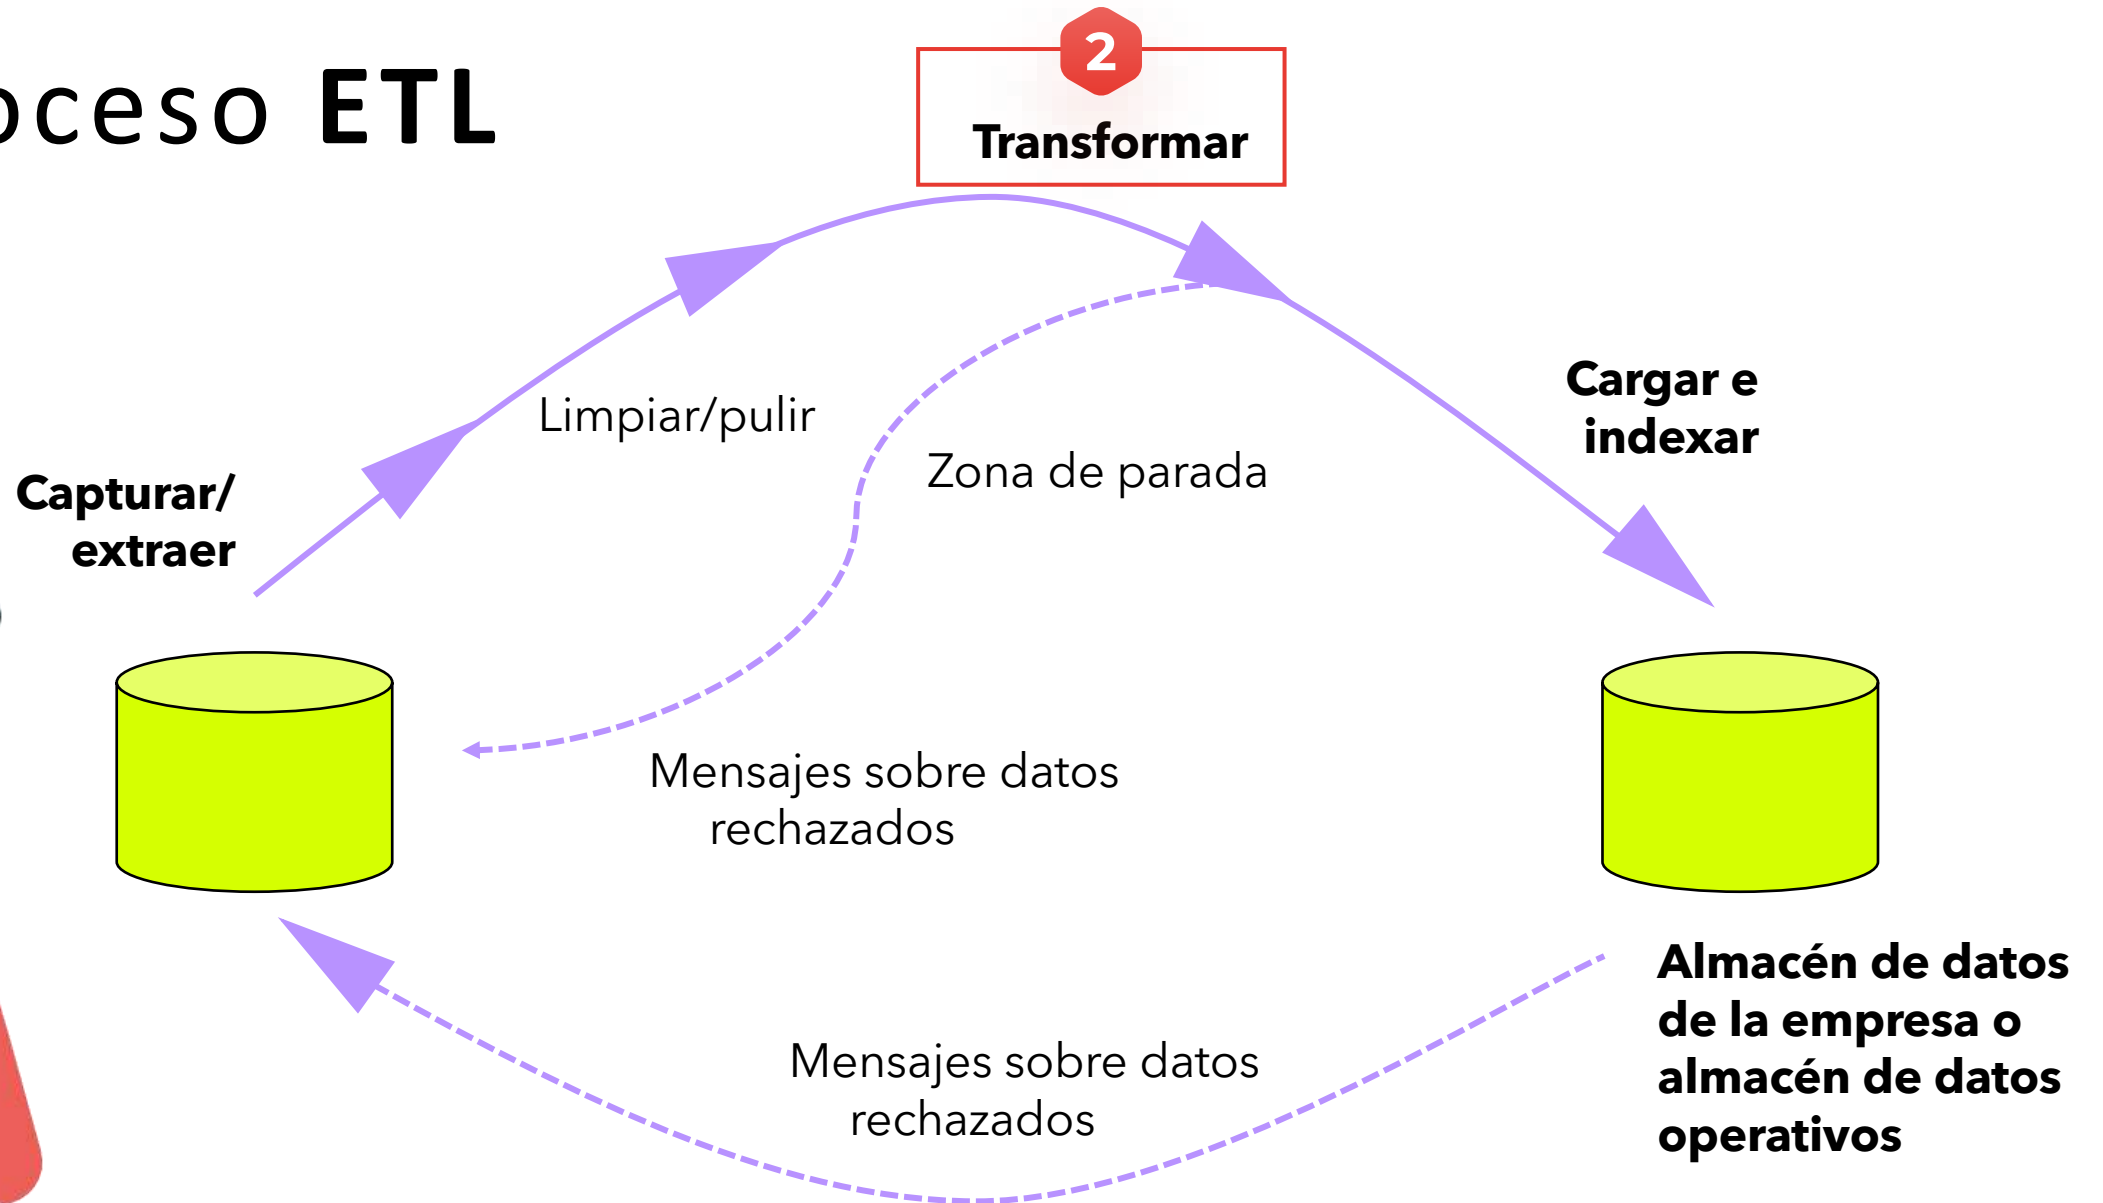 oceso ETL
2
Transformar
Limpiar/pulir
Cargar e
indexar
Zona de parada
Capturar/
extraer
Mensajes sobre datos
rechazados
Almacén de datos
de la empresa o
almacén de datos
operativos
Mensajes sobre datos
rechazados